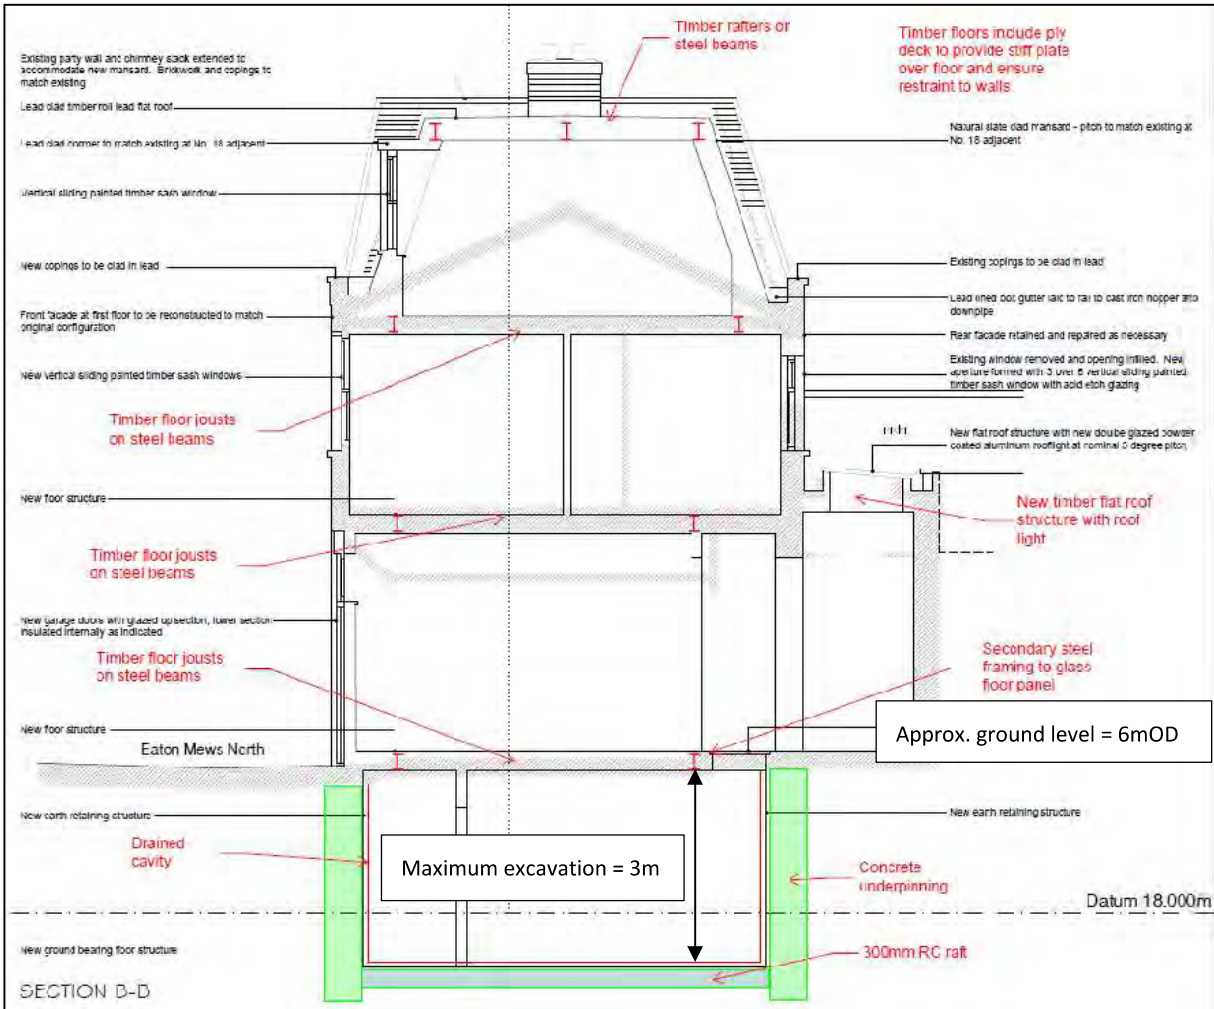 Timber rafters or
steel beams
Timber floors include ply
deck to provide stiff plate
over floor and ensure
restraint to walls
Existing party wall and chimney stack extended to
accommodate new mansard. Brickwork and copings to
match existing
Lead clad timber roll lead flat roof
Lead clad dormer to match existing at No. 18 adjacent
Natural slate clad mansard - pitch to match existing at
No. 18 adjacent
Vertical sliding painted timber sash window
New copings to be clad in lead
Existing copings to be clad in lead
Front facade at first floor to be reconstructed to match
original configuration
Lead lined box gutter laid to fall to cast iron hopper and
downpipe
Rear facade retained and repaired as necessary
New vertical sliding painted timber sash windows
Existing window removed and opening infilled. New
aperture formed with 3 over 6 vertical sliding painted
timber sash window with acid etch glazing
Timber floor jousts
on steel beams
New flat roof structure with new double glazed powder
coated aluminum rooflight at nominal 5 degree pitch
New floor structure
New timber flat roof
structure with roof
light
Timber floor jousts
on steel beams
New garage doors with glazed up section, lower section
insulated internally as indicated
Timber floor jousts
on steel beams
Secondary steel
framing to glass
floor panel
New floor structure
Eaton Mews North
Approx. ground level = 6mOD
New earth retaining structure
New earth retaining structure
Drained
cavity
Maximum excavation = 3m
Concrete
underpinning
Datum 18.000m
New ground bearing floor structure
300mm RC raft
SECTION B-B